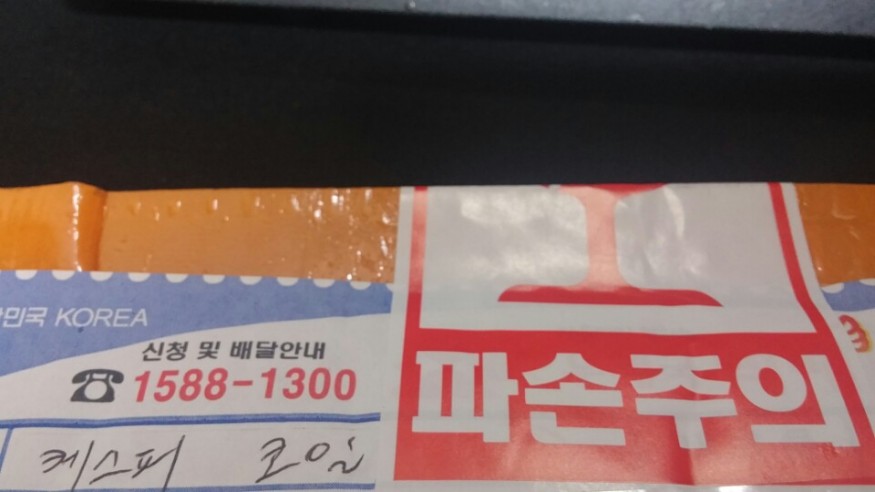 민국 KOREA
신청 및 배달안내
☎ 1588-1300
케스퍼 코일
파손주의